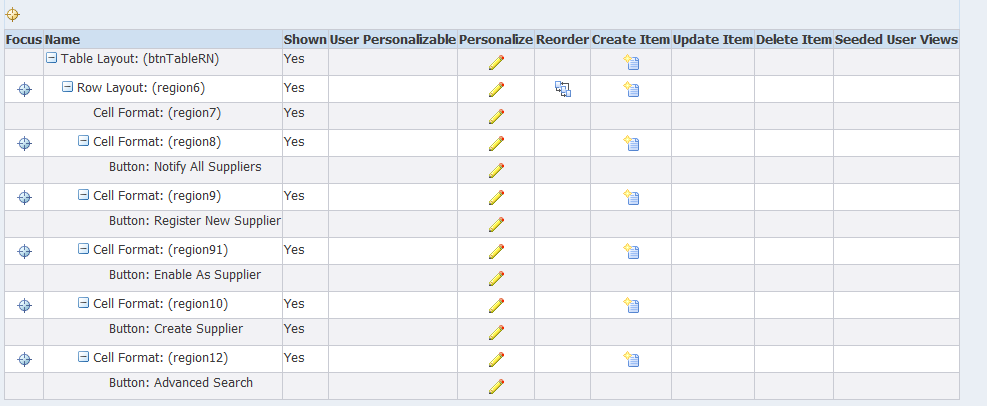 Focus Name Shown User Personalizable Personalize Reorder Create Item Update Item Delete Item Seeded User Views
Table Layout: (btnTableRN) Yes
Row Layout: (region6) Yes
Cell Format: (region7) Yes
Cell Format: (region8) Yes
Button: Notify All Suppliers
Cell Format: (region9) Yes
Button: Register New Supplier
Cell Format: (region91) Yes
Button: Enable As Supplier
Cell Format: (region10) Yes
Button: Create Supplier Yes
Cell Format: (region12) Yes
Button: Advanced Search